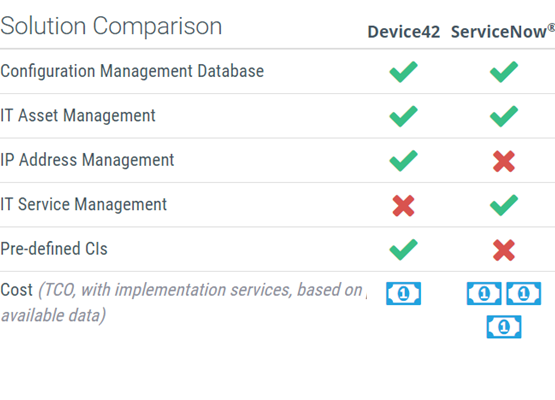 Solution Comparison Device42 ServiceNow®
Configuration Management Database
IT Asset Management
IP Address Management
IT Service Management
Pre-defined CIs
Cost (TCO, with implementation services, based on
available data)
1 1 1
1